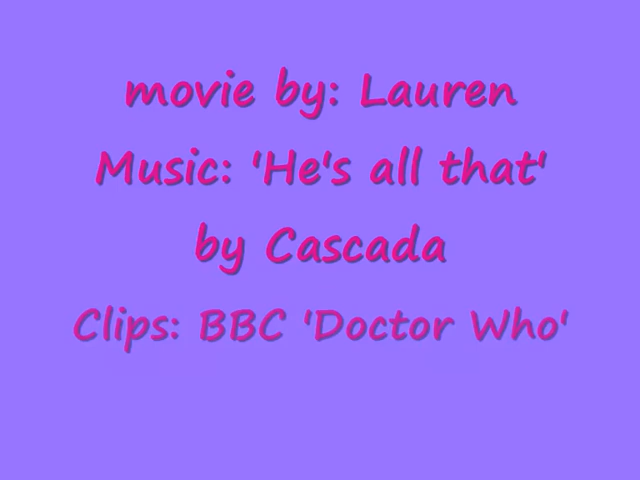 movie by: Lauren
Music: 'He's all that'
by Cascada
Clips: BBC 'Doctor Who'